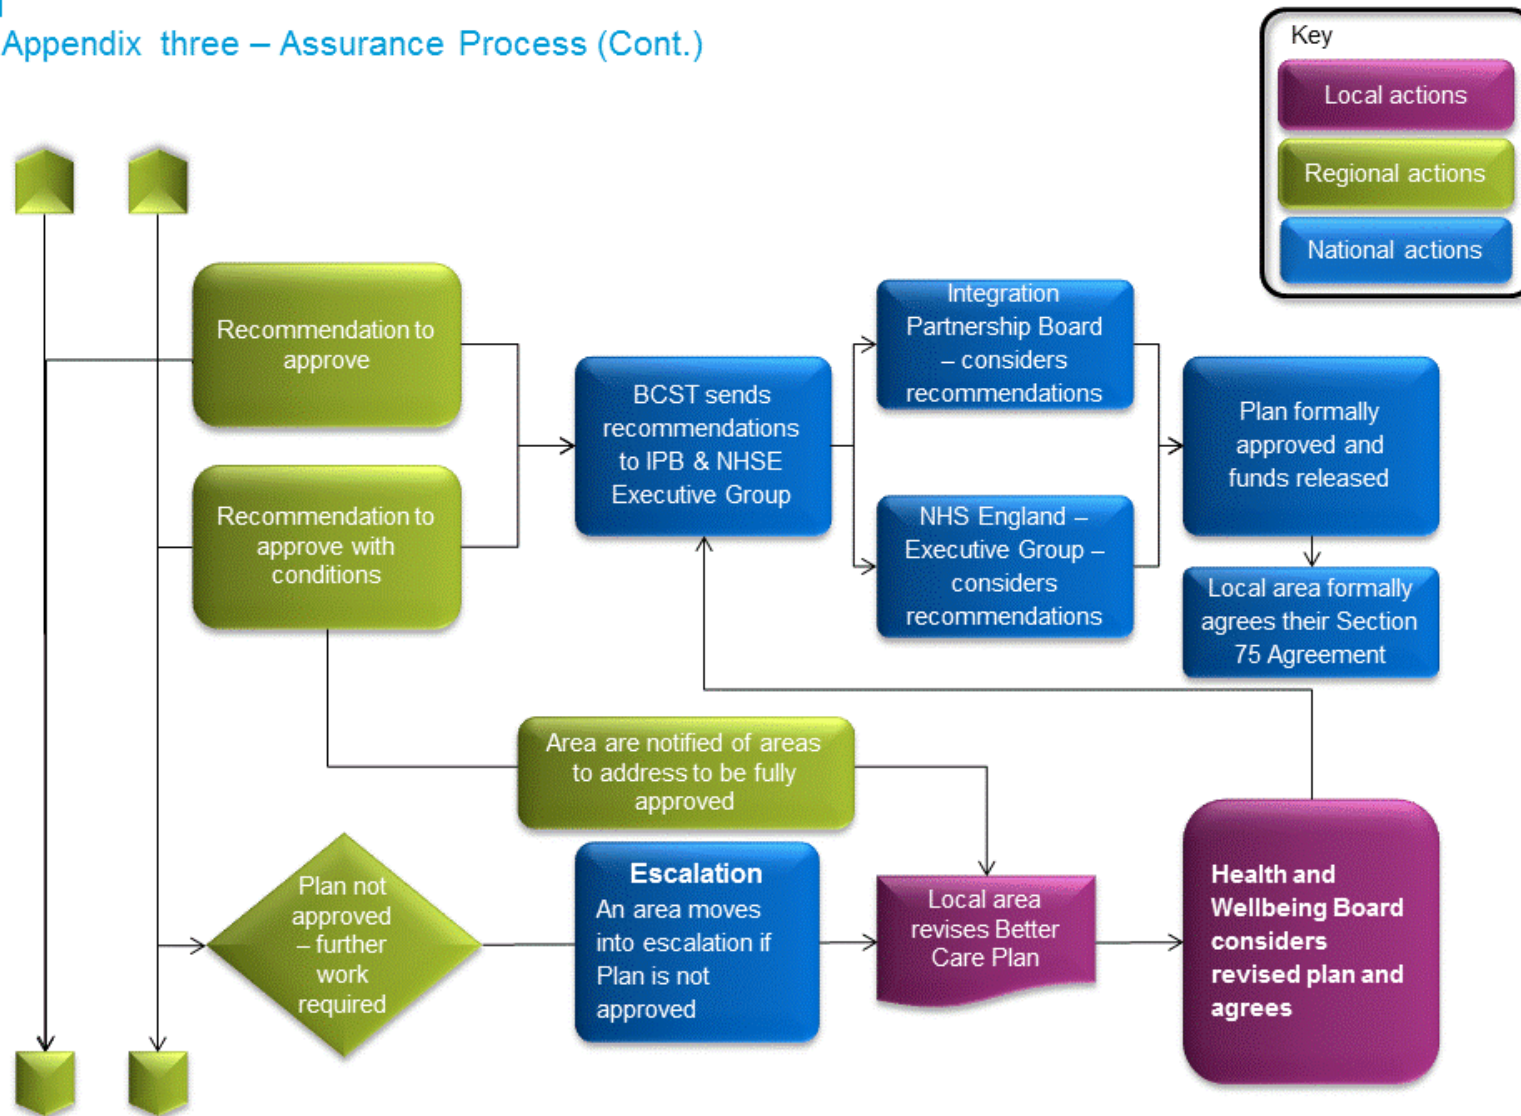 Appendix three – Assurance Process (Cont.)
Key
Local actions
Regional actions
National actions
Recommendation to
approve
Recommendation to
approve with
conditions
BCST sends
recommendations
to IPB & NHSE
Executive Group
Integration
Partnership Board
– considers
recommendations
NHS England –
Executive Group –
considers
recommendations
Plan formally
approved and
funds released
Local area formally
agrees their Section
75 Agreement
Area are notified of areas
to address to be fully
approved
Plan not
approved
– further
work
required
Escalation
An area moves
into escalation if
Plan is not
approved
Local area
revises Better
Care Plan
Health and
Wellbeing Board
considers
revised plan and
agrees